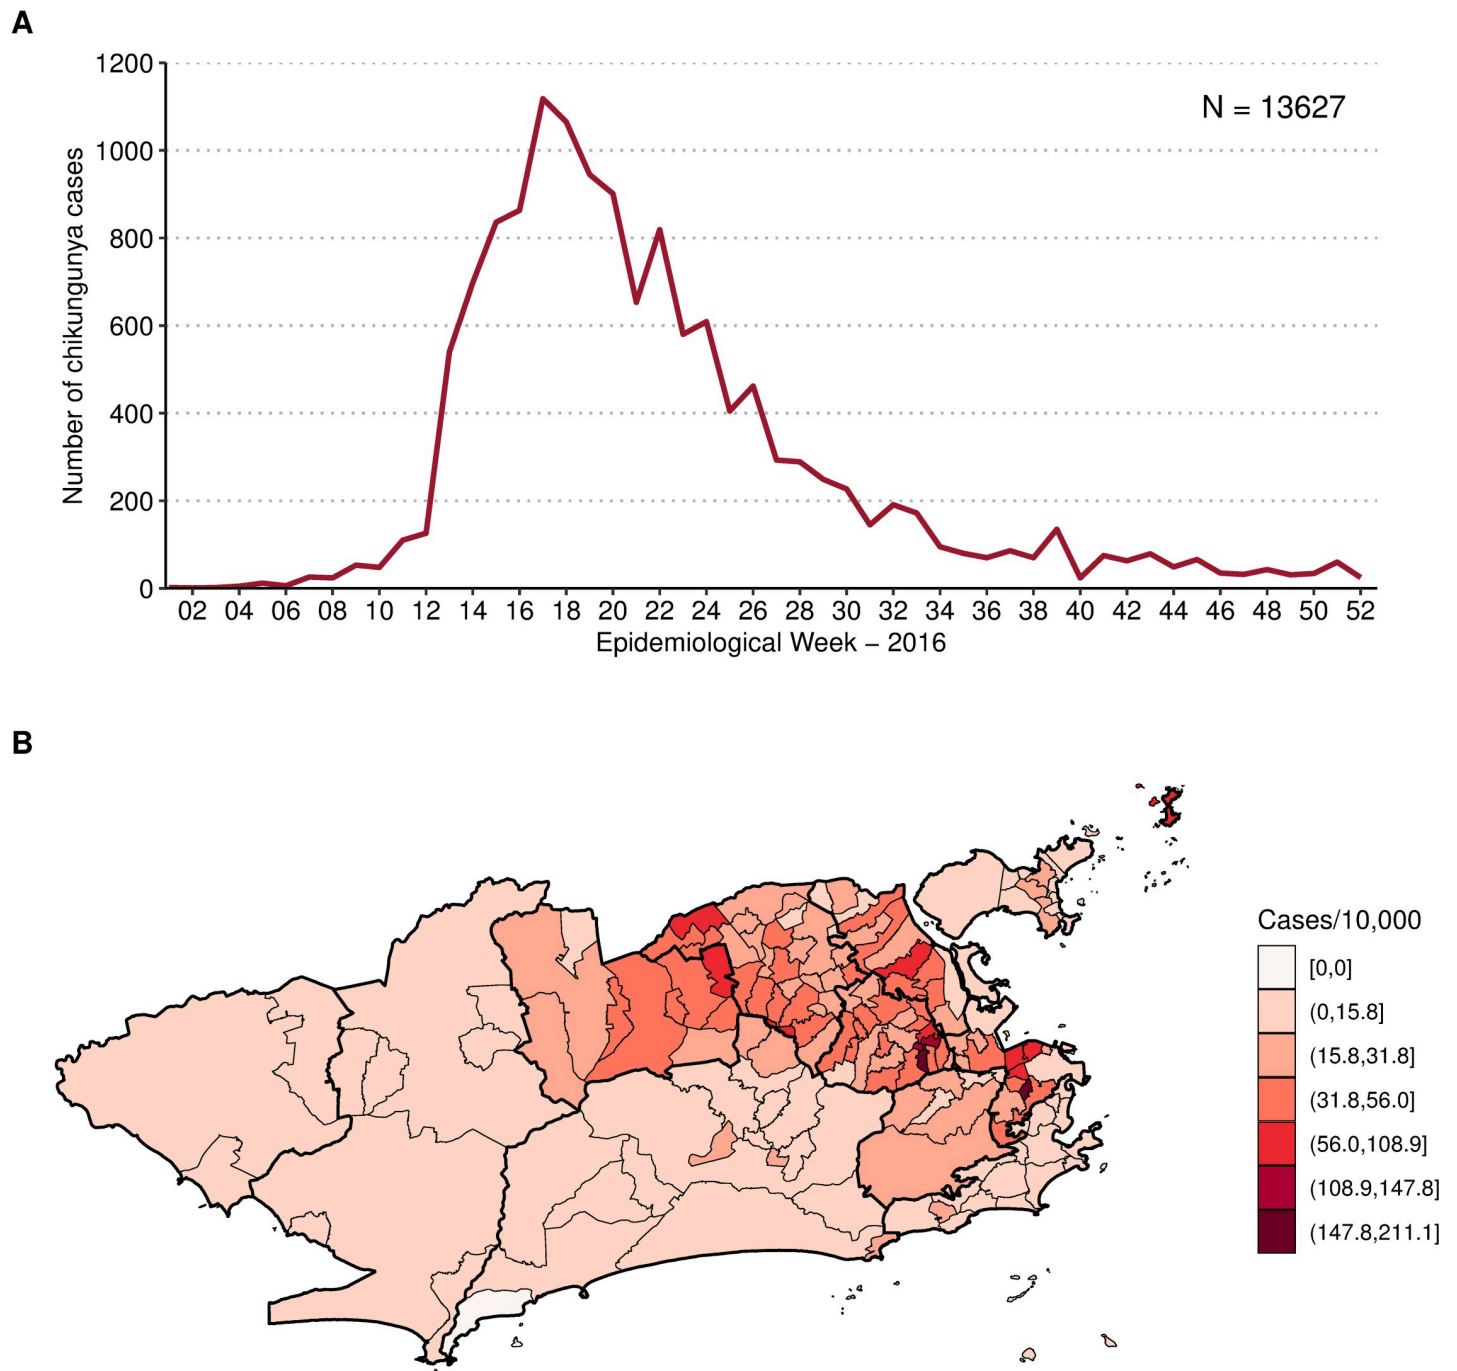 A
1200
1000
800
600
400
200
0
Number of chikungunya cases
N = 13627
02 04 06 08 10 12 14 16 18 20 22 24 26 28 30 32 34 36 38 40 42 44 46 48 50 52
Epidemiological Week – 2016
B
Cases/10,000
[0,0]
(0,15.8]
(15.8,31.8]
(31.8,56.0]
(56.0,108.9]
(108.9,147.8]
(147.8,211.1]